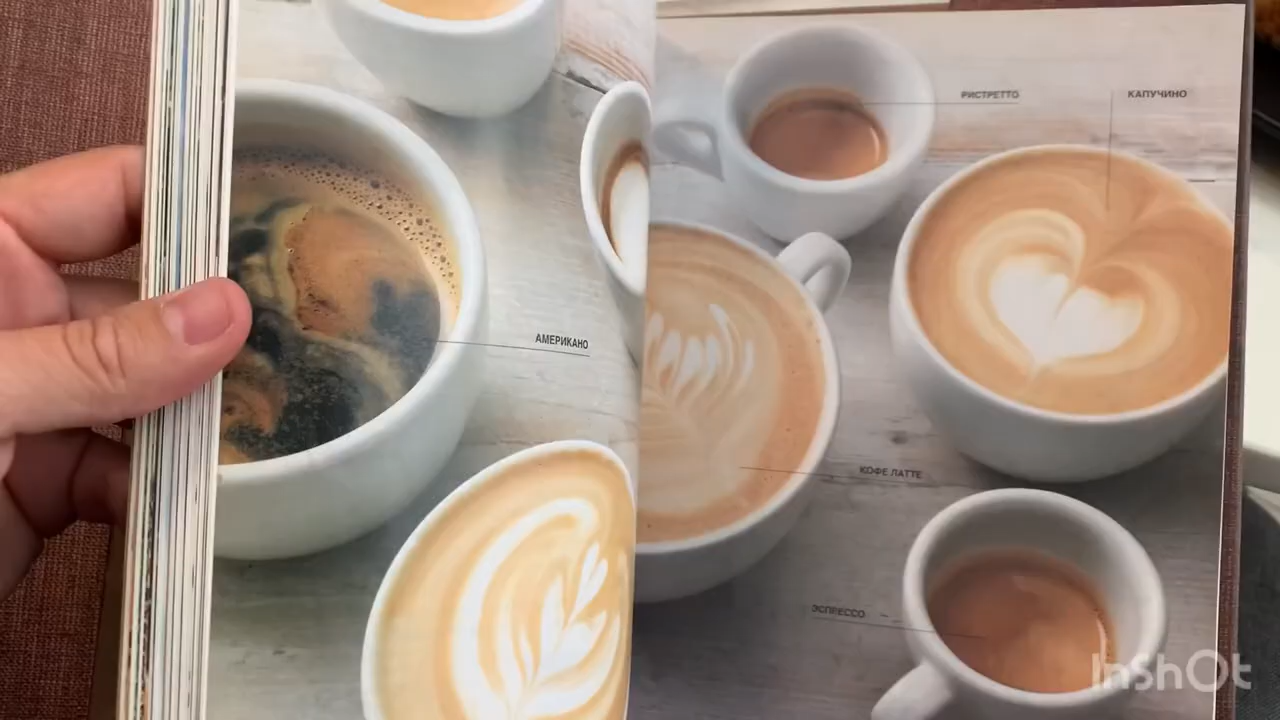 РИСТРЕТТО
КАПУЧИНО
АМЕРИКАНО
КОФЕ ЛАТТЕ
ЭСПРЕССО
InShOt